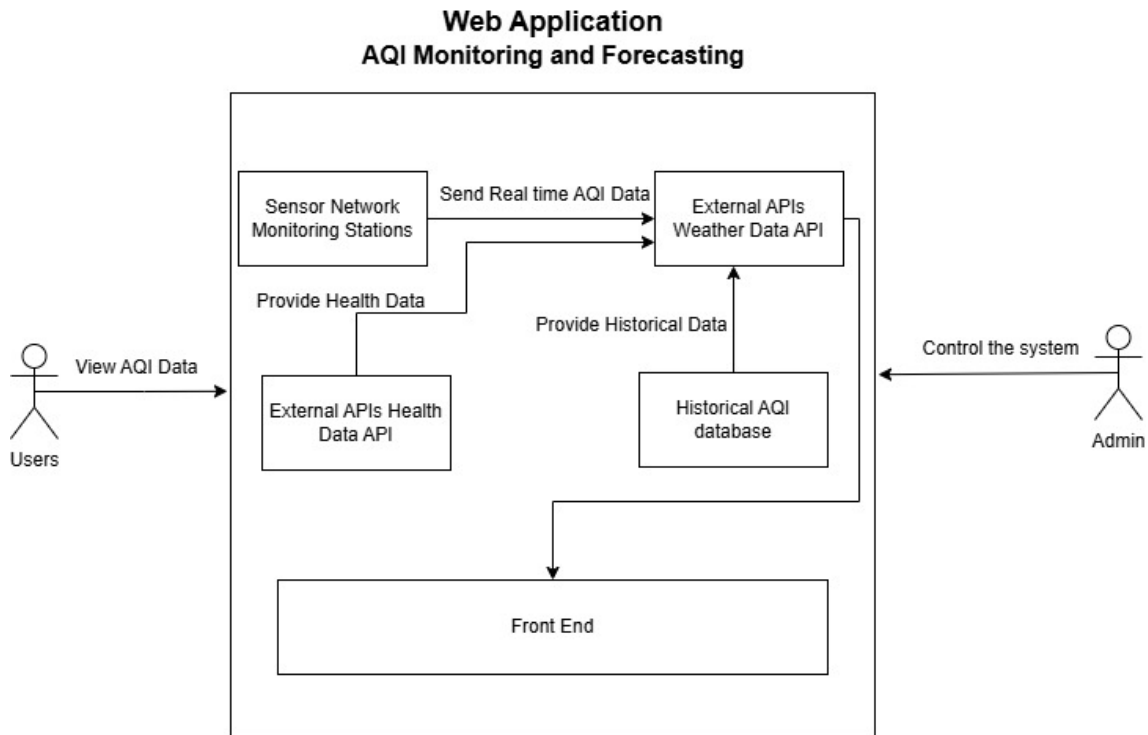 Web Application
AQI Monitoring and Forecasting
Send Real time AQI Data
Sensor Network
Monitoring Stations
External APIs
Weather Data API
Provide Health Data
Provide Historical Data
View AQI Data
Control the system
External APIs Health
Data API
Historical AQI
database
Users
Admin
Front End